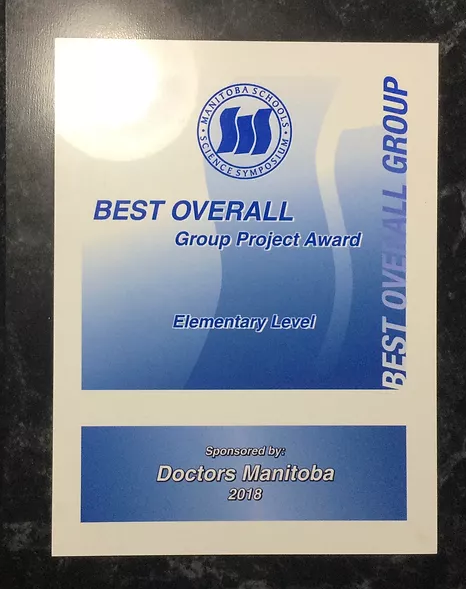 MANITOBA SCHOOLS
SCIENCE SYMPOSIUM
BEST OVERALL
Group Project Award
Elementary Level
BEST OVERALL GROUP
Sponsored by:
Doctors Manitoba
2018